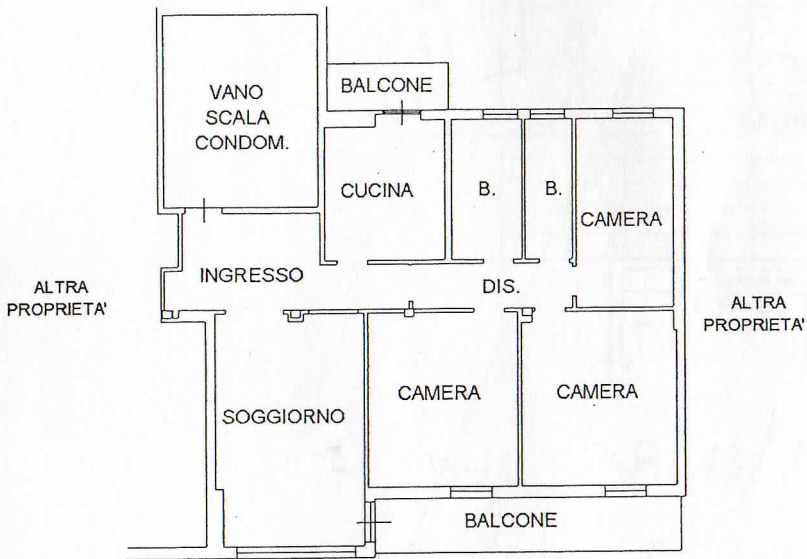 BALCONE
VANO
SCALA
CONDOM.
CUCINA
B.
B.
CAMERA
INGRESSO
DIS.
ALTRA
PROPRIETA'
ALTRA
PROPRIETA'
SOGGIORNO
CAMERA
CAMERA
BALCONE